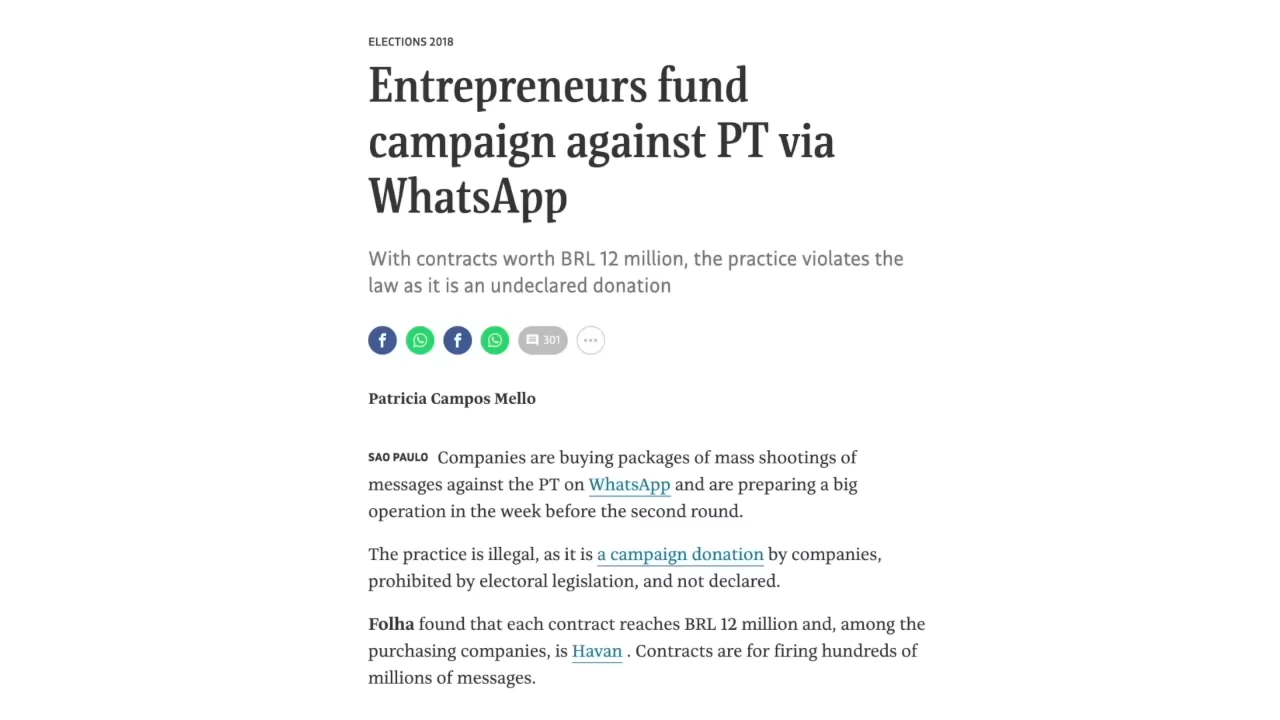 ELECTIONS 2018
Entrepreneurs fund
campaign against PT via
WhatsApp
With contracts worth BRL 12 million, the practice violates the
law as it is an undeclared donation
301
Patricia Campos Mello
SAO PAULO Companies are buying packages of mass shootings of
messages against the PT on WhatsApp and are preparing a big
operation in the week before the second round.
The practice is illegal, as it is a campaign donation by companies,
prohibited by electoral legislation, and not declared.
Folha found that each contract reaches BRL 12 million and, among the
purchasing companies, is Havan . Contracts are for firing hundreds of
millions of messages.